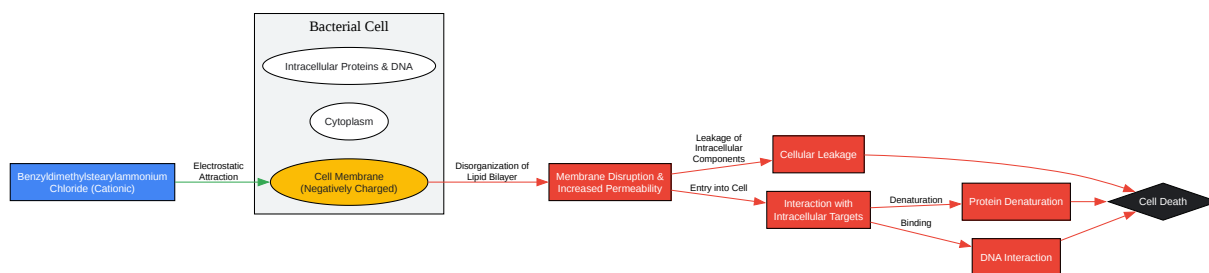 Bacterial Cell
Intracellular Proteins & DNA
Cytoplasm
Benzyldimethylstearylammonium
Chloride (Cationic)
Electrostatic
Attraction
Cell Membrane
(Negatively Charged)
Disorganization of
Lipid Bilayer
Membrane Disruption &
Increased Permeability
Leakage of
Intracellular
Components
Cellular Leakage
Entry into Cell
Interaction with
Intracellular Targets
Denaturation
Protein Denaturation
Binding
DNA Interaction
Cell Death